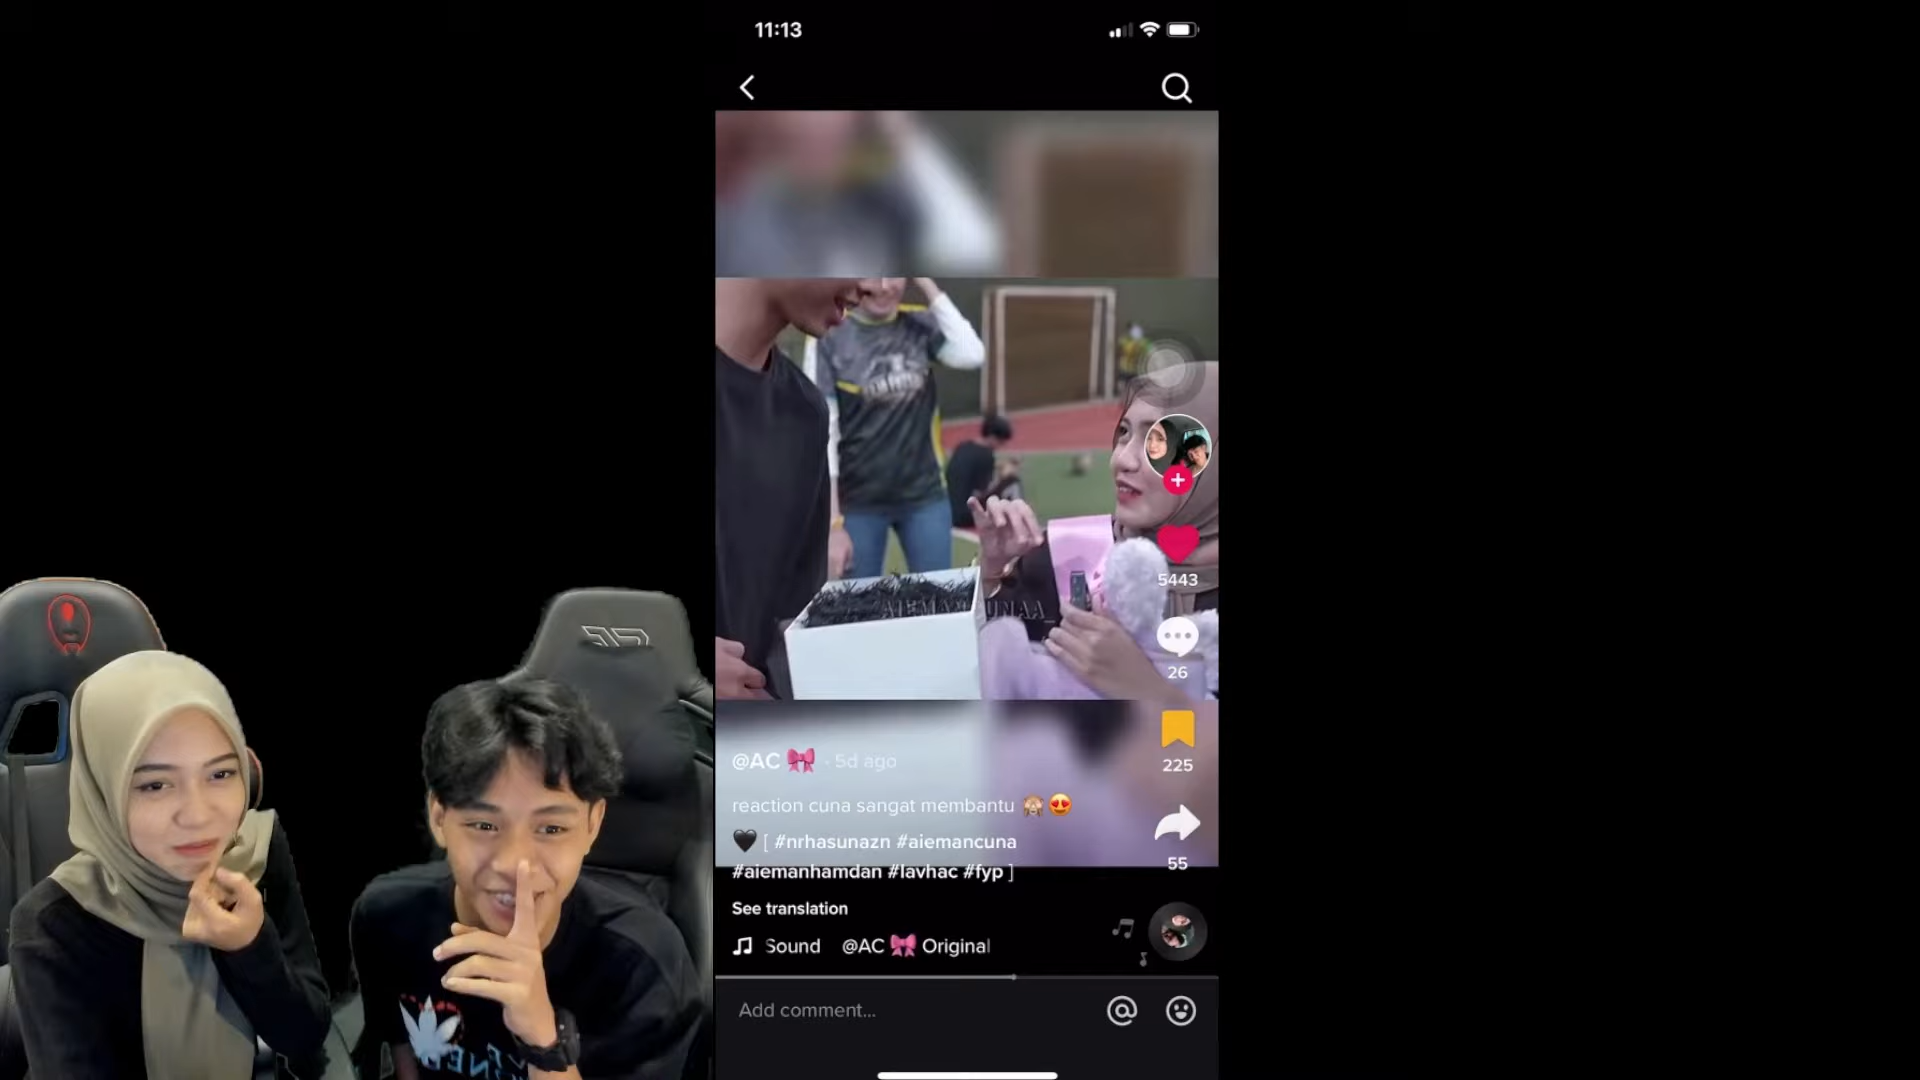 11:13
AIEMANCUNAA_
5443
26
225
@AC 🎀 · 5d ago
reaction cuna sangat membantu 🙈😍
🖤 [ #nrhasunazn #aiemancuna
#aiemanhamdan #lavhac #fyp ]
55
See translation
Sound @AC 🎀 Original
Add comment...